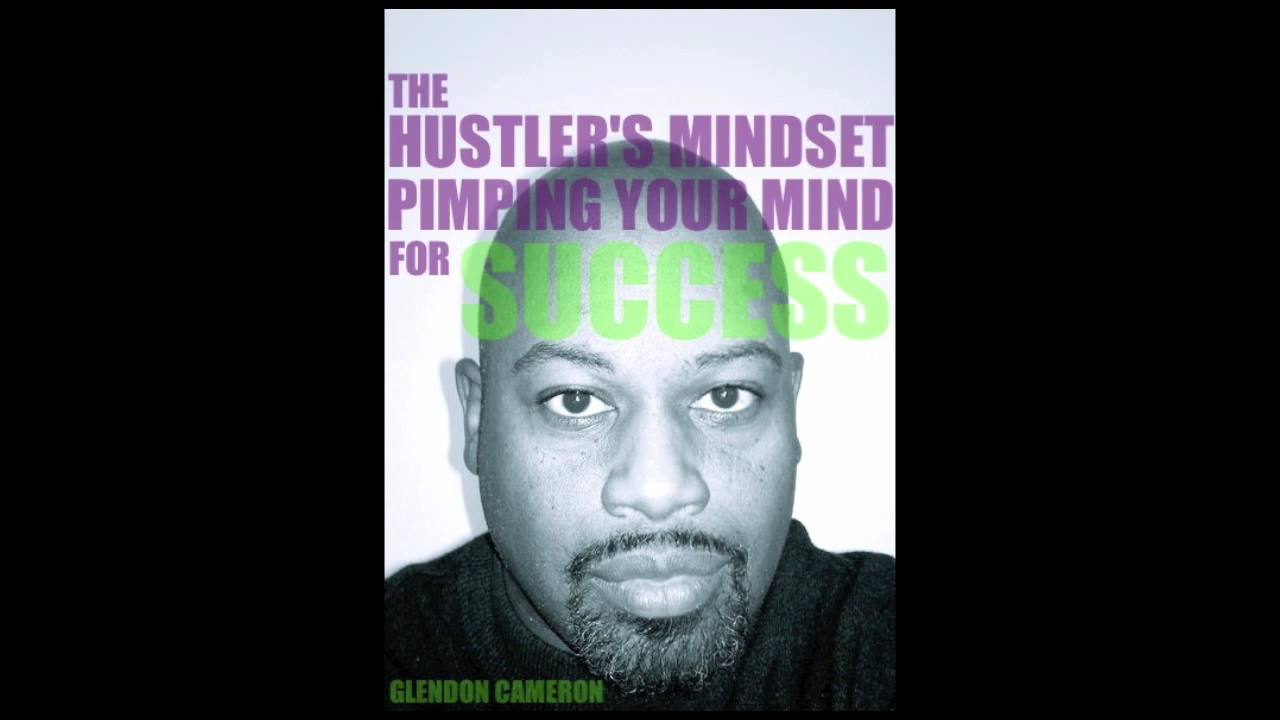 THE
HUSTLER'S MINDSET
PIMPING YOUR MIND
FOR SUCCESS
GLENDON CAMERON